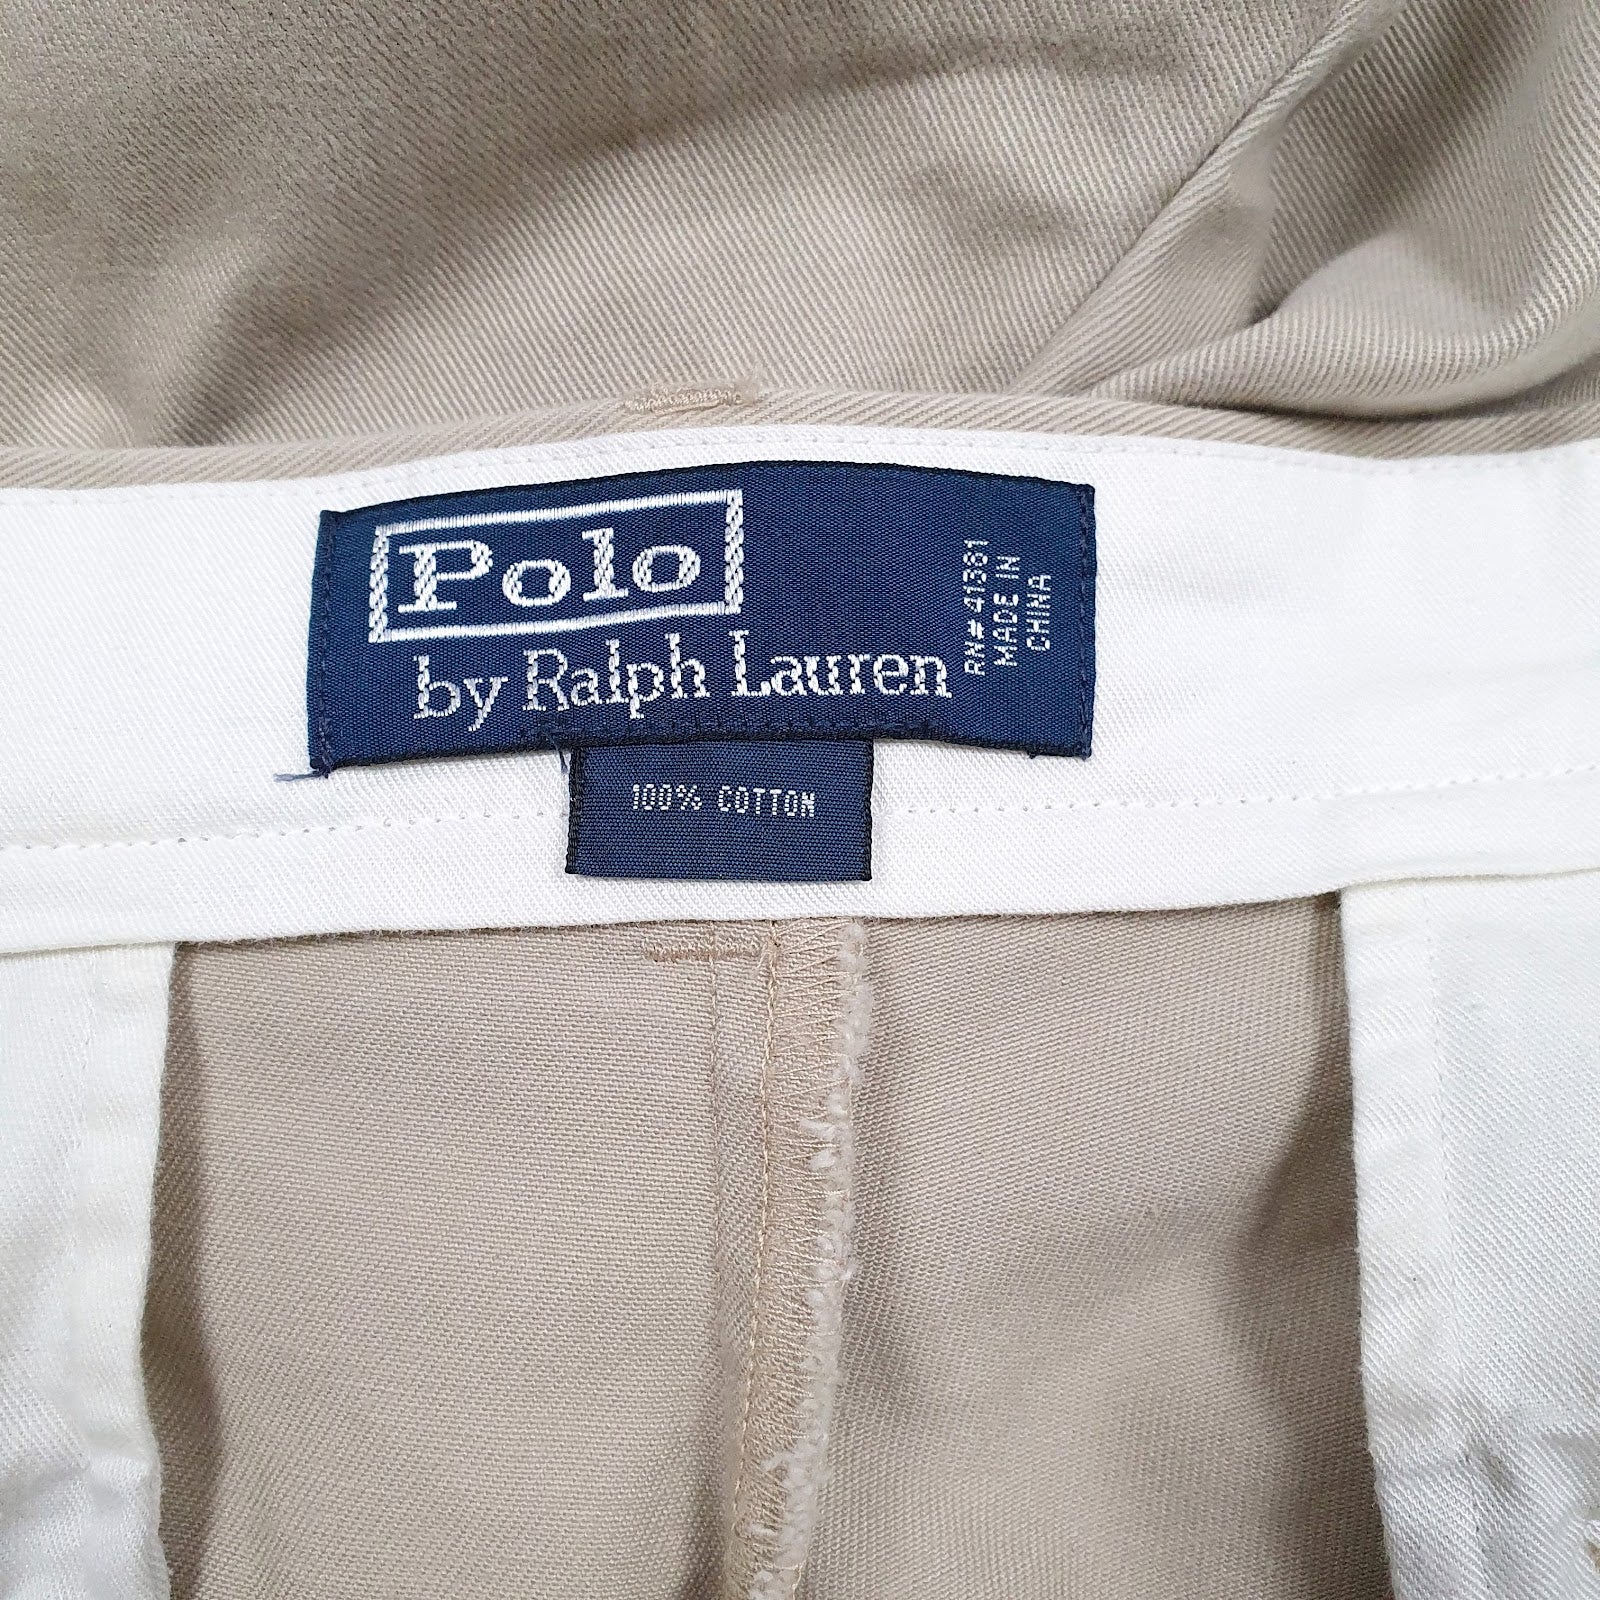 Polo
by Ralph Lauren
RN# 41381
MADE IN
CHINA
100% COTTON